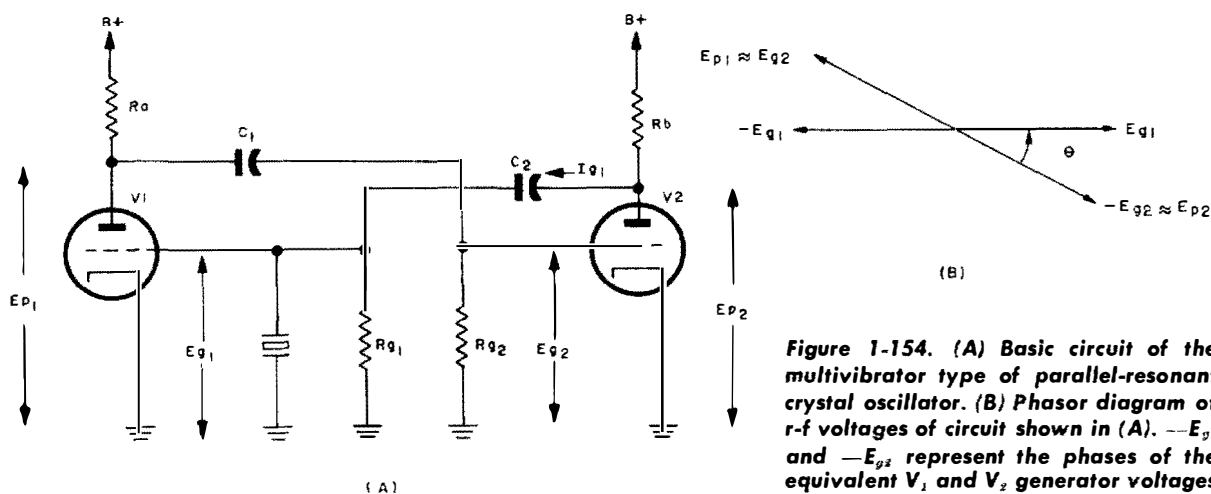 B+
B+
Ra
Rb
C1
C2
Ig1
V1
V2
Ep1
Eg1
Rg1
Rg2
Eg2
Ep2
(A)
Ep1 ≈ Eg2
-Eg1
Eg1
θ
-Eg2 ≈ Ep2
(B)
Figure 1-154. (A) Basic circuit of the
multivibrator type of parallel-resonant
crystal oscillator. (B) Phasor diagram of
r-f voltages of circuit shown in (A). —Eg
and —Eg2 represent the phases of the
equivalent V1 and V2 generator voltages